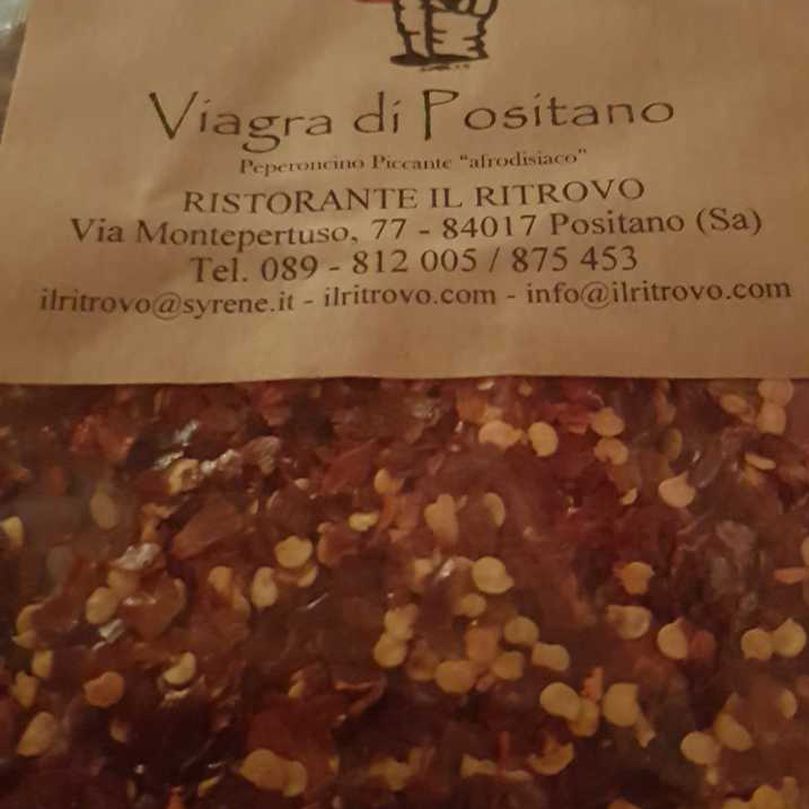 Viagra di Positano
Peperoncino Piccante "afrodisiaco"
RISTORANTE IL RITROVO
Via Montepertuso, 77 - 84017 Positano (Sa)
Tel. 089 - 812 005 / 875 453
ilritrovo@syrene.it - ilritrovo.com - info@ilritrovo.com